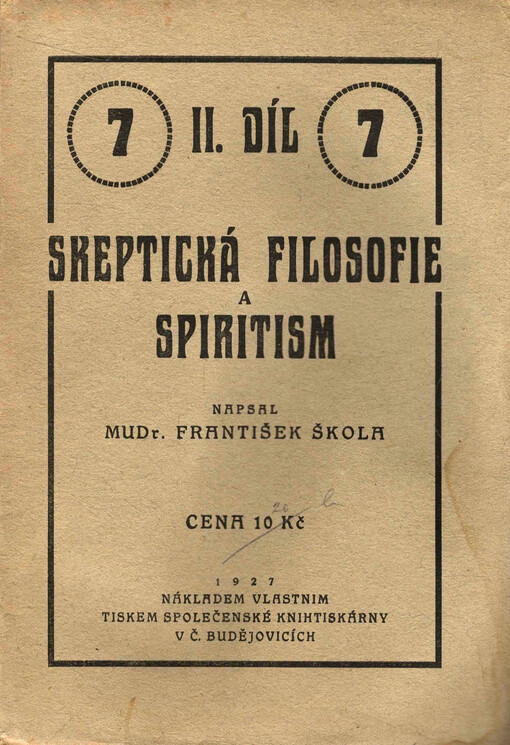 7 II. DÍL 7
SKEPTICKÁ FILOSOFIE
A
SPIRITISM
NAPSAL
MUDr. FRANTIŠEK ŠKOLA
20
CENA 10 Kč
1927
NÁKLADEM VLASTNIM
TISKEM SPOLEČENSKÉ KNIHTISKÁRNY
V Č. BUDĚJOVICÍCH